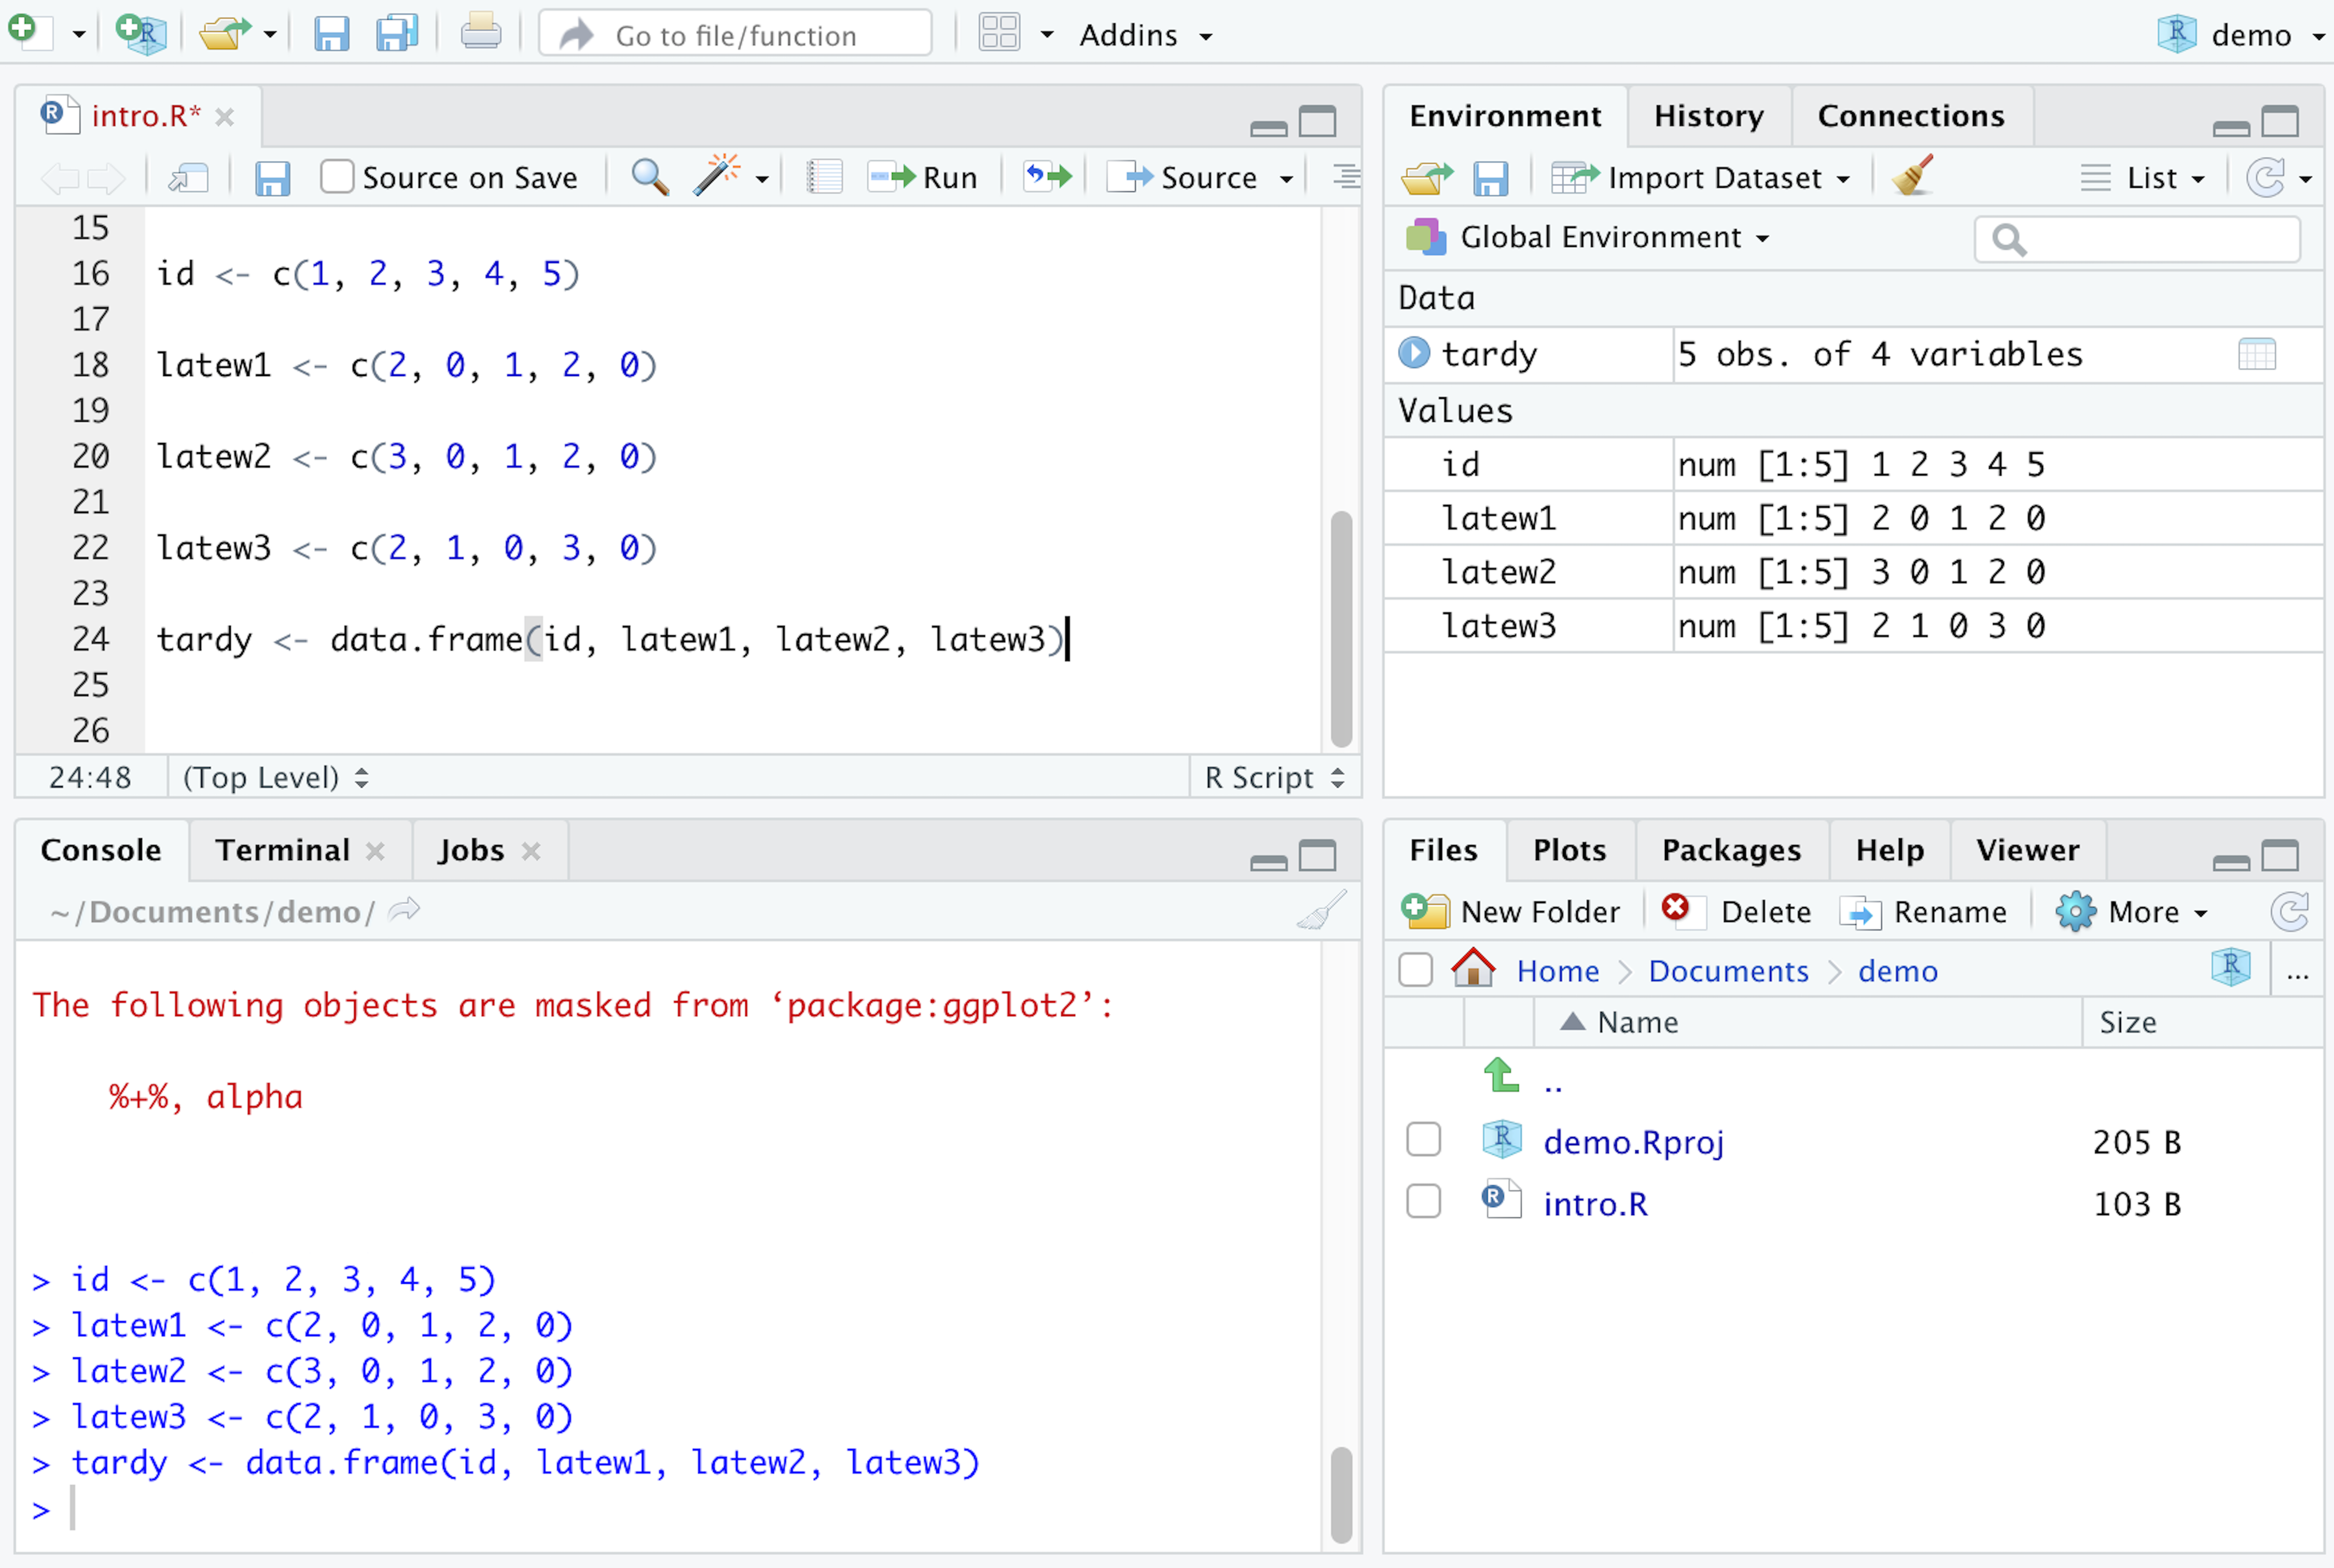 Go to file/function
Addins
demo
intro.R*
Source on Save
Run
Source
15
16 id <- c(1, 2, 3, 4, 5)
17
18 latew1 <- c(2, 0, 1, 2, 0)
19
20 latew2 <- c(3, 0, 1, 2, 0)
21
22 latew3 <- c(2, 1, 0, 3, 0)
23
24 tardy <- data.frame(id, latew1, latew2, latew3)
25
26
24:48 (Top Level) R Script
Environment History Connections
Import Dataset List
Global Environment
Data
tardy 5 obs. of 4 variables
Values
id num [1:5] 1 2 3 4 5
latew1 num [1:5] 2 0 1 2 0
latew2 num [1:5] 3 0 1 2 0
latew3 num [1:5] 2 1 0 3 0
Console Terminal Jobs
~/Documents/demo/
The following objects are masked from ‘package:ggplot2’:
%+%, alpha
> id <- c(1, 2, 3, 4, 5)
> latew1 <- c(2, 0, 1, 2, 0)
> latew2 <- c(3, 0, 1, 2, 0)
> latew3 <- c(2, 1, 0, 3, 0)
> tardy <- data.frame(id, latew1, latew2, latew3)
>
Files Plots Packages Help Viewer
New Folder Delete Rename More
Home Documents demo ...
Name Size
..
demo.Rproj 205 B
intro.R 103 B